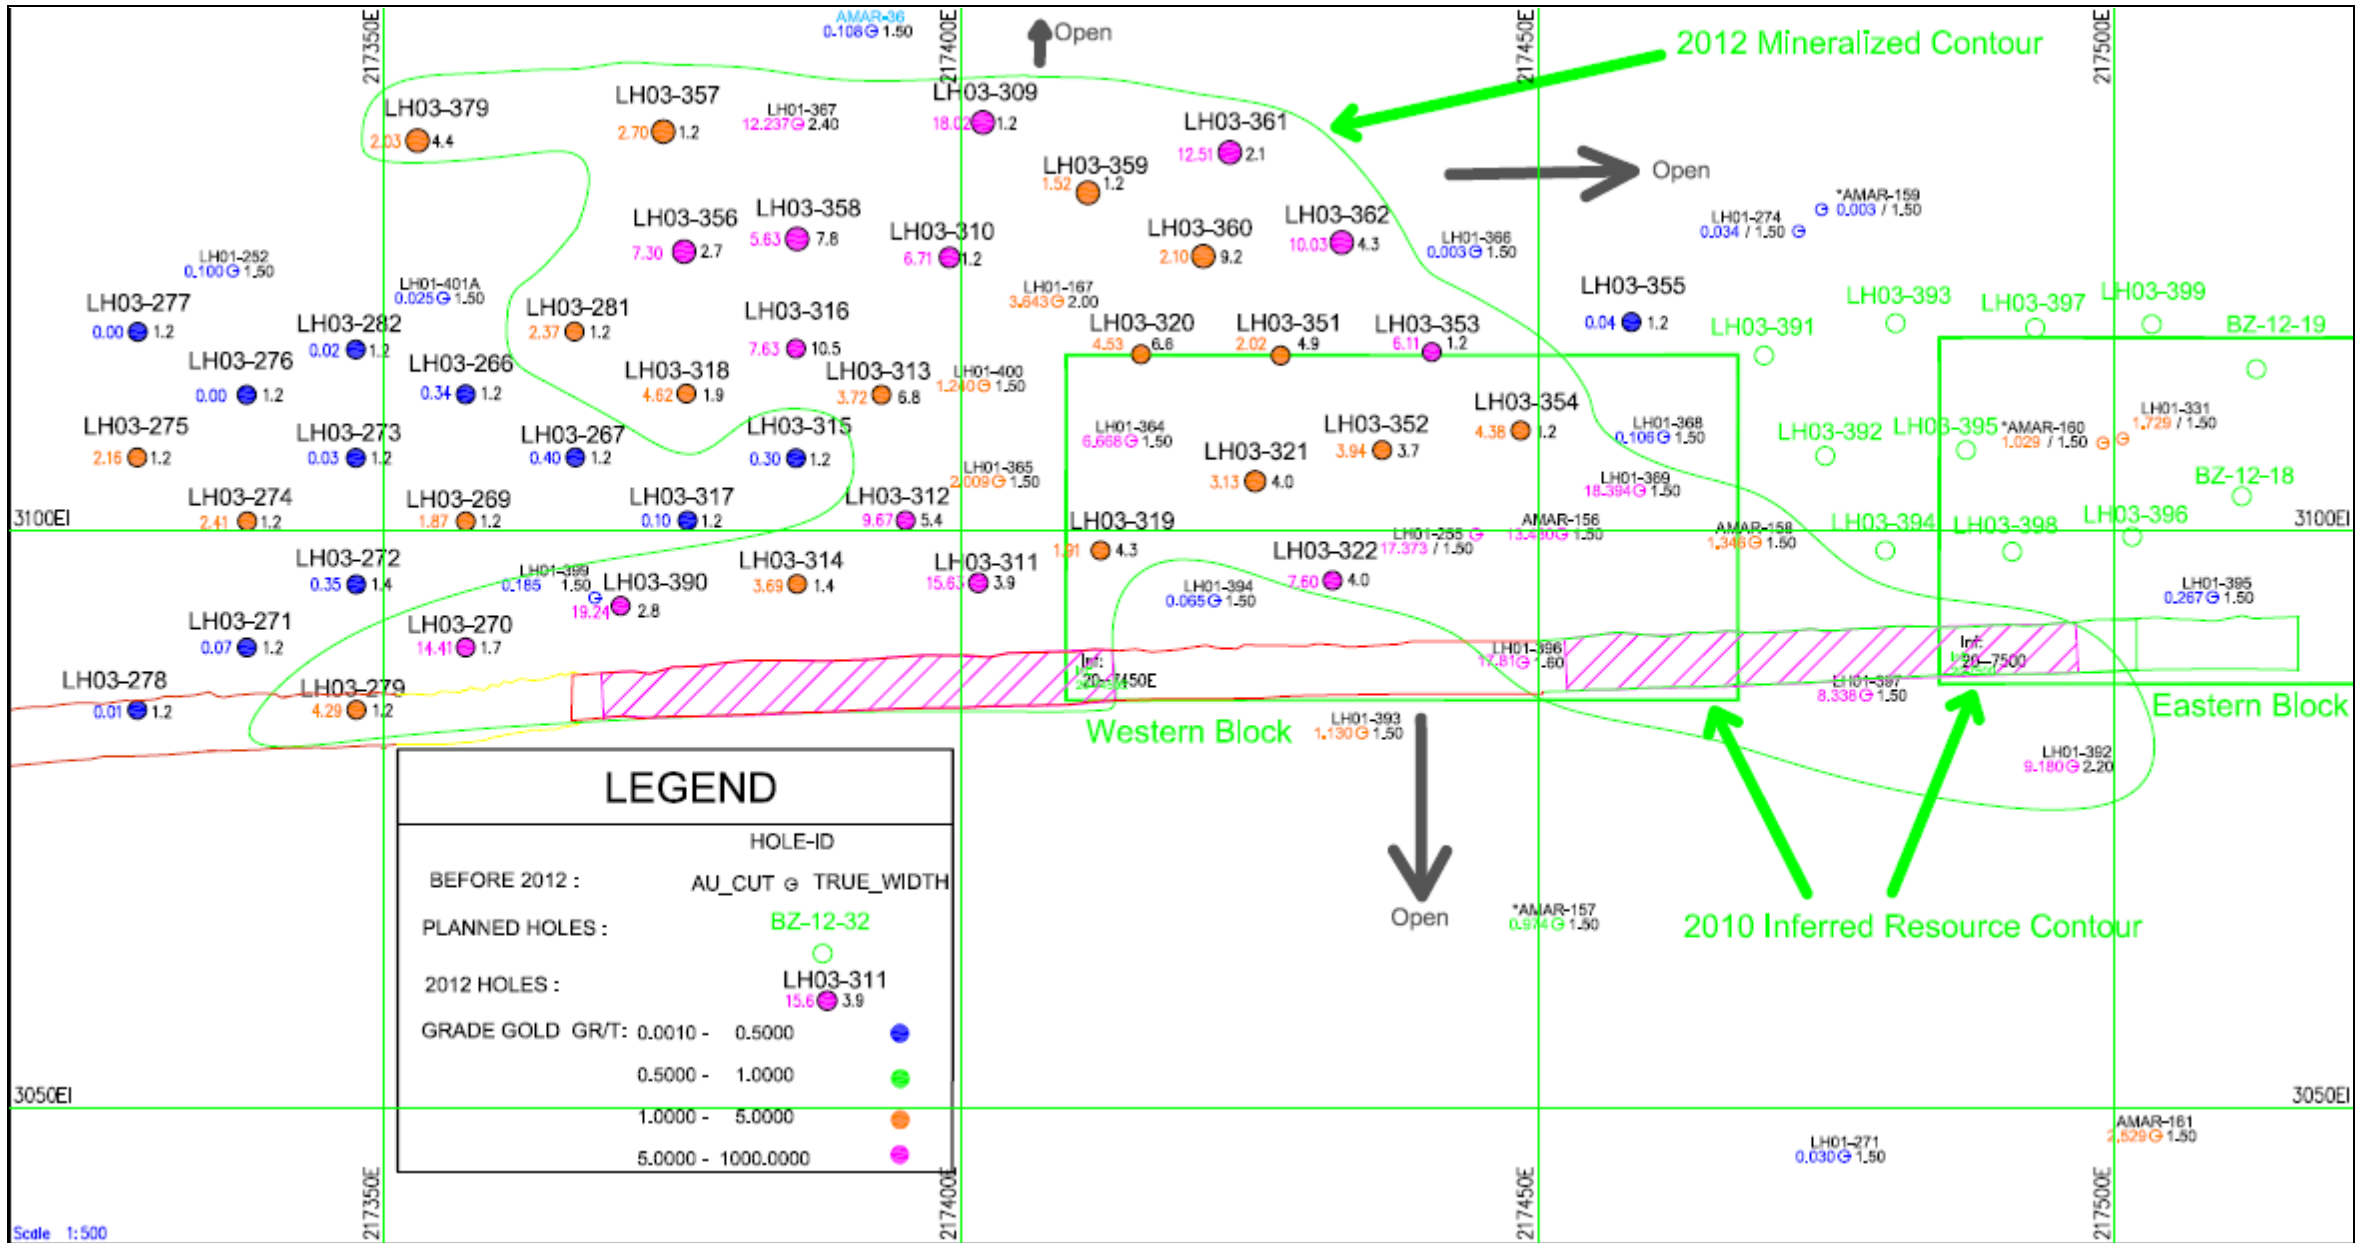 217350E
217400E
217450E
217500E
AMAR-36
0.108 1.50
Open
2012 Mineralized Contour
LH03-379
2.03 4.4
LH03-357
2.70 1.2
LH01-367
12.237 2.40
LH03-309
18.02 1.2
LH03-361
12.51 2.1
LH03-359
1.52 1.2
Open
*AMAR-159
0.003 / 1.50
LH01-274
0.034 / 1.50
LH03-356
7.30 2.7
LH03-358
5.63 7.8
LH03-310
6.71 1.2
LH03-360
2.10 9.2
LH03-362
10.03 4.3
LH01-366
0.003 1.50
LH01-252
0.100 1.50
LH01-401A
0.025 1.50
LH01-167
3.643 2.00
LH03-355
0.04 1.2
LH03-393
LH03-397
LH03-399
LH03-391
BZ-12-19
LH03-277
0.00 1.2
LH03-282
0.02 1.2
LH03-281
2.37 1.2
LH03-316
7.63 10.5
LH03-320
4.53 6.6
LH03-351
2.02 4.9
LH03-353
6.11 1.2
LH03-276
0.00 1.2
LH03-266
0.34 1.2
LH03-318
4.62 1.9
LH03-313
3.72 6.8
LH01-400
1.240 1.50
LH03-354
4.38 1.2
LH01-368
0.106 1.50
LH03-392
LH03-395
*AMAR-160
1.029 / 1.50
LH01-331
1.729 / 1.50
LH03-275
2.16 1.2
LH03-273
0.03 1.2
LH03-267
0.40 1.2
LH03-315
0.30 1.2
LH01-364
6.668 1.50
LH03-352
3.94 3.7
LH03-321
3.13 4.0
LH01-365
2.009 1.50
LH01-369
18.394 1.50
BZ-12-18
LH03-274
2.41 1.2
LH03-269
1.87 1.2
LH03-317
0.10 1.2
LH03-312
9.67 5.4
LH03-319
1.91 4.3
LH01-255
17.373 / 1.50
AMAR-156
13.430 1.50
AMAR-158
1.346 1.50
LH03-394
LH03-398
LH03-396
3100El
3100El
LH03-272
0.35 1.4
LH01-399
0.185 1.50
LH03-390
19.24 2.8
LH03-314
3.69 1.4
LH03-311
15.63 3.9
LH03-322
7.60 4.0
LH01-394
0.065 1.50
LH01-395
0.267 1.50
LH03-271
0.07 1.2
LH03-270
14.41 1.7
LH01-396
17.81 1.60
Inf:
20-7450E
Inf:
20-7500
LH03-278
0.01 1.2
LH03-279
4.29 1.2
LH01-397
8.338 1.50
Western Block
LH01-393
1.130 1.50
Eastern Block
LH01-392
9.180 2.20
Open
*AMAR-157
0.974 1.50
2010 Inferred Resource Contour
LEGEND
HOLE-ID
BEFORE 2012 : AU_CUT TRUE_WIDTH
PLANNED HOLES : BZ-12-32
2012 HOLES : LH03-311
15.6 3.9
GRADE GOLD GR/T: 0.0010 - 0.5000
0.5000 - 1.0000
1.0000 - 5.0000
5.0000 - 1000.0000
3050El
3050El
LH01-271
0.030 1.50
AMAR-161
2.529 1.50
217350E
217400E
217450E
217500E
Scale 1:500